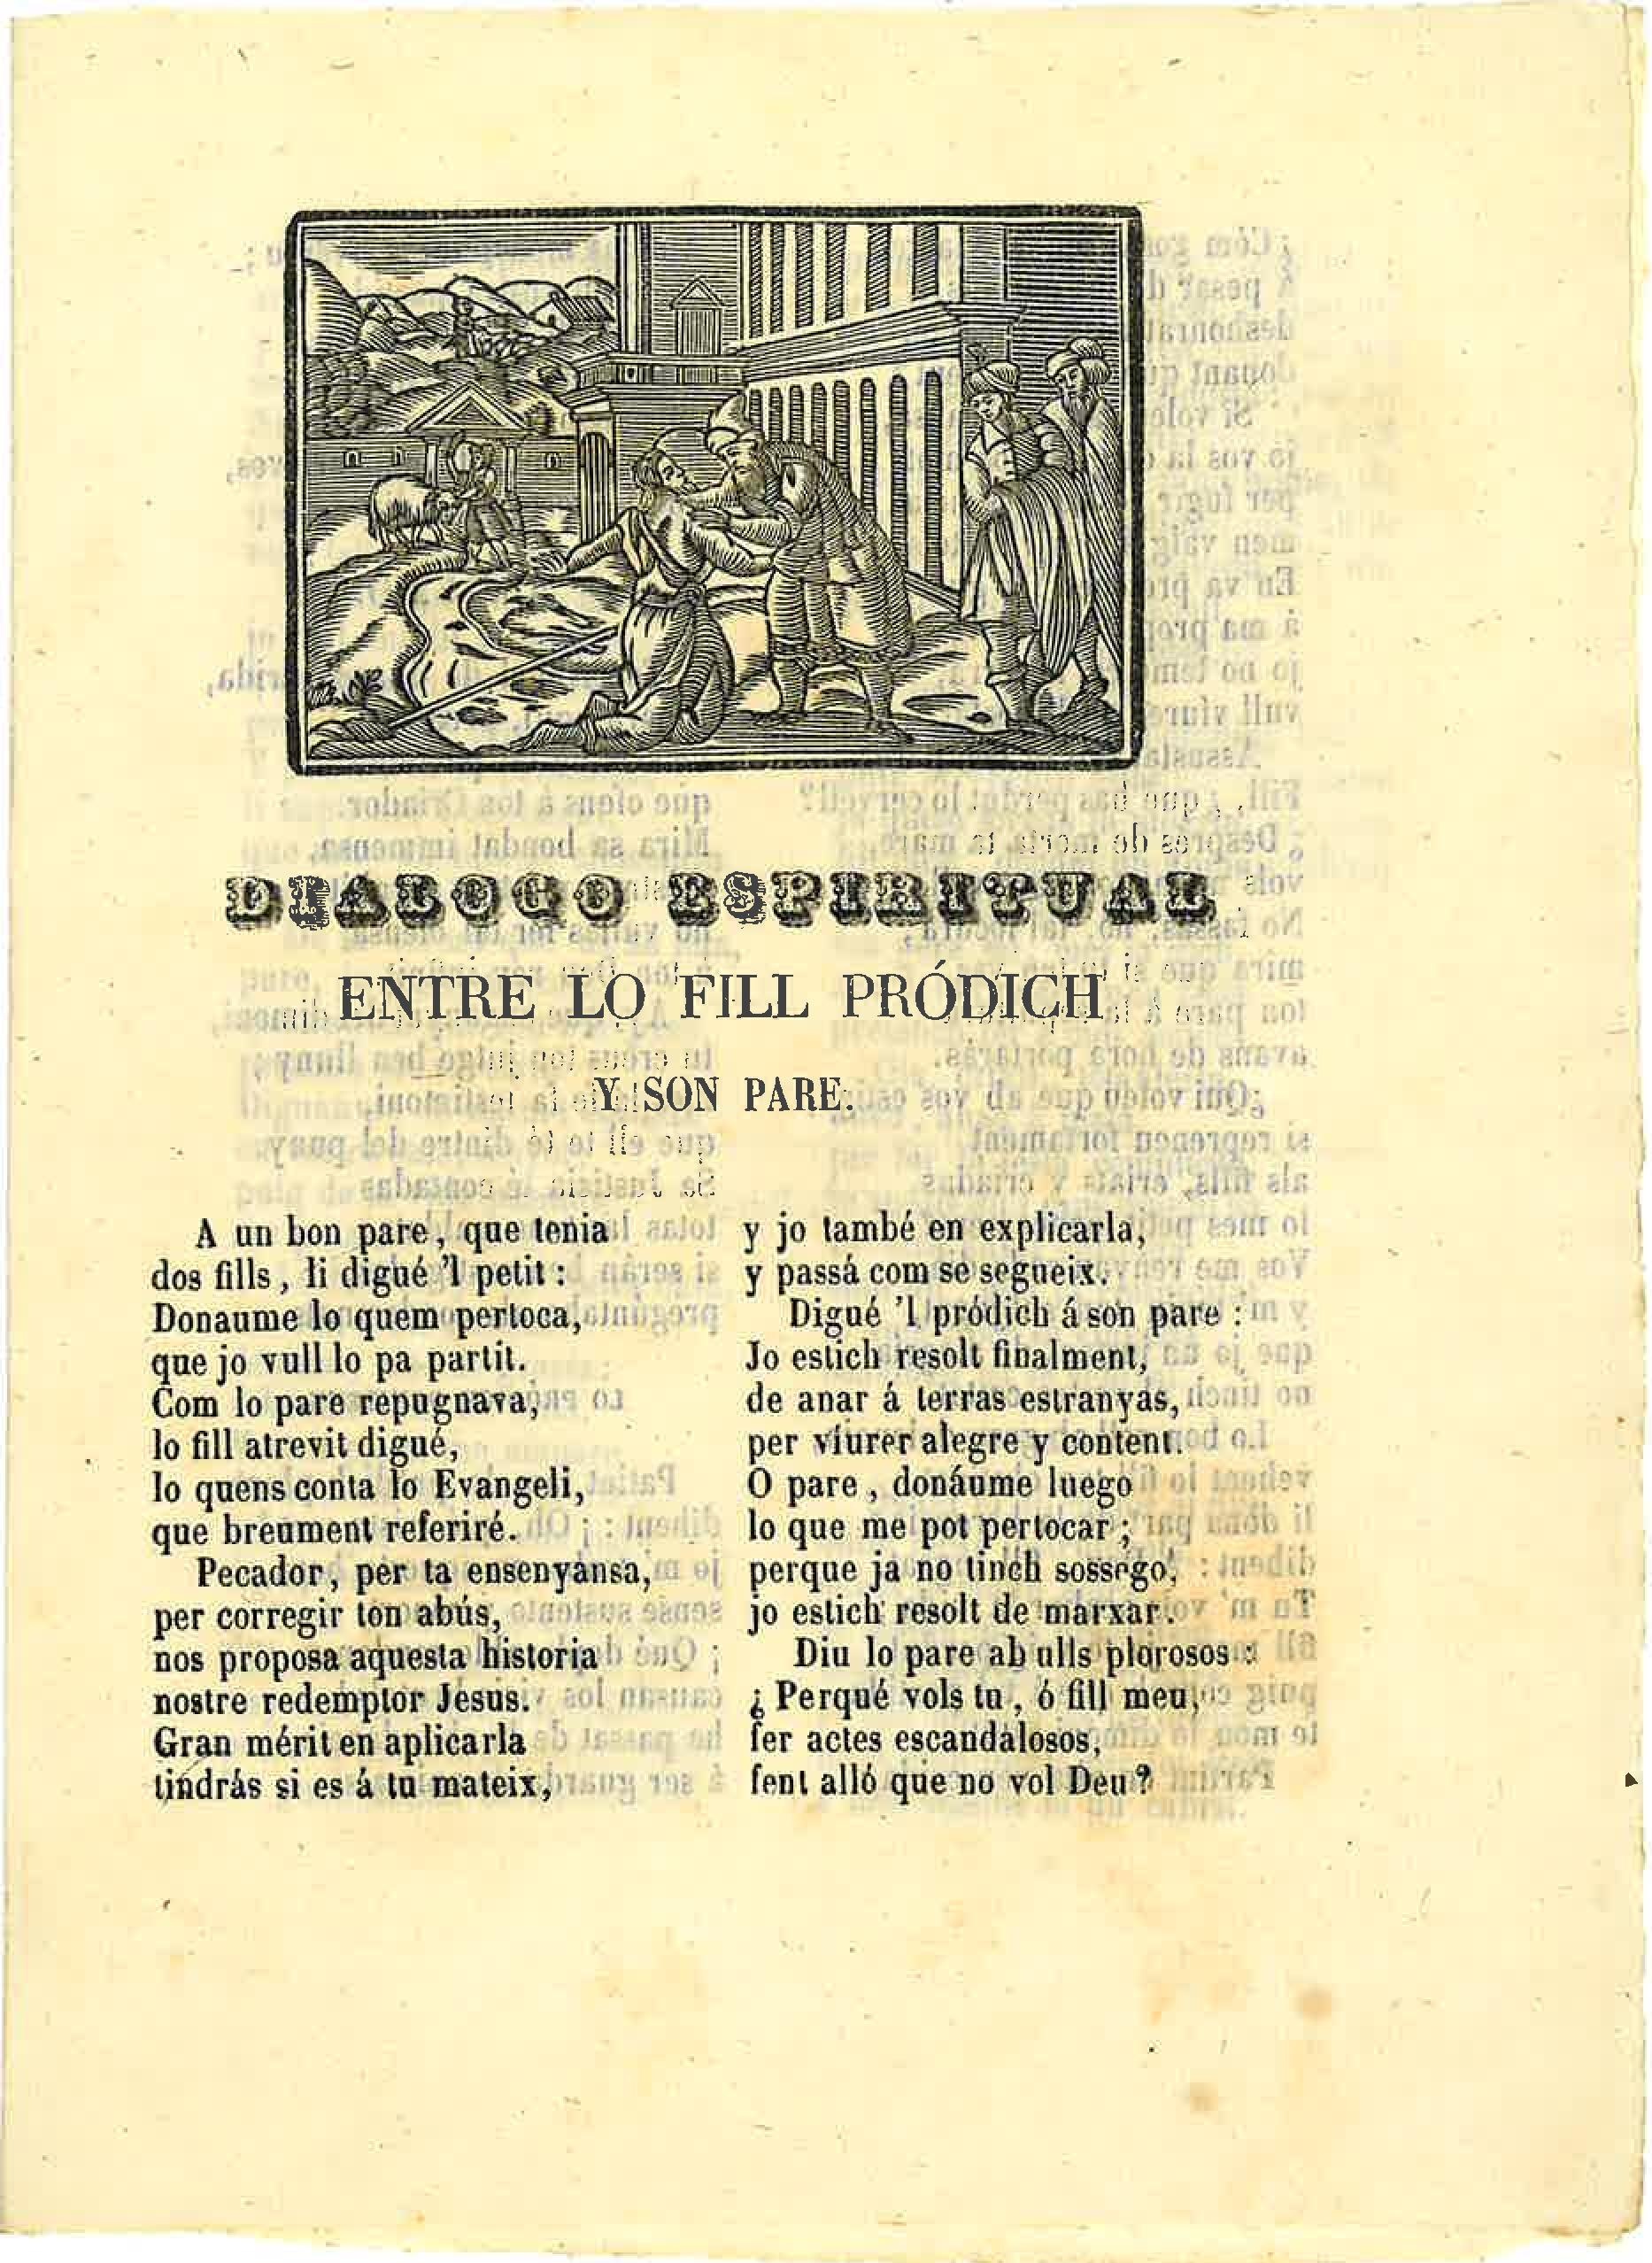 DIALOGO ESPIRITUAL
ENTRE LO FILL PRÓDICH
Y SON PARE.
A un bon pare, que tenia
dos fills, li digué 'l petit :
Donaume lo quem pertoca,
que jo vull lo pa partit.
Com lo pare repugnava,
lo fill atrevit digué,
lo quens conta lo Evangeli,
que breument referiré.
Pecador, per ta ensenyansa,
per corregir ton abús,
nos proposa aquesta historia
nostre redemptor Jesus.
Gran mérit en aplicarla
tindrás si es á tu mateix,
y jo també en explicarla,
y passá com se segueix.
Digué 'l pródich á son pare :
Jo estich resolt finalment,
de anar á terras estranyas,
per viurer alegre y content.
O pare, donáume luego
lo que me pot pertocar ;
perque ja no tinch sossego,
jo estich resolt de marxar.
Diu lo pare ab ulls plorosos :
¿ Perqué vols tu, ó fill meu,
fer actes escandalosos,
fent alló que no vol Deu?